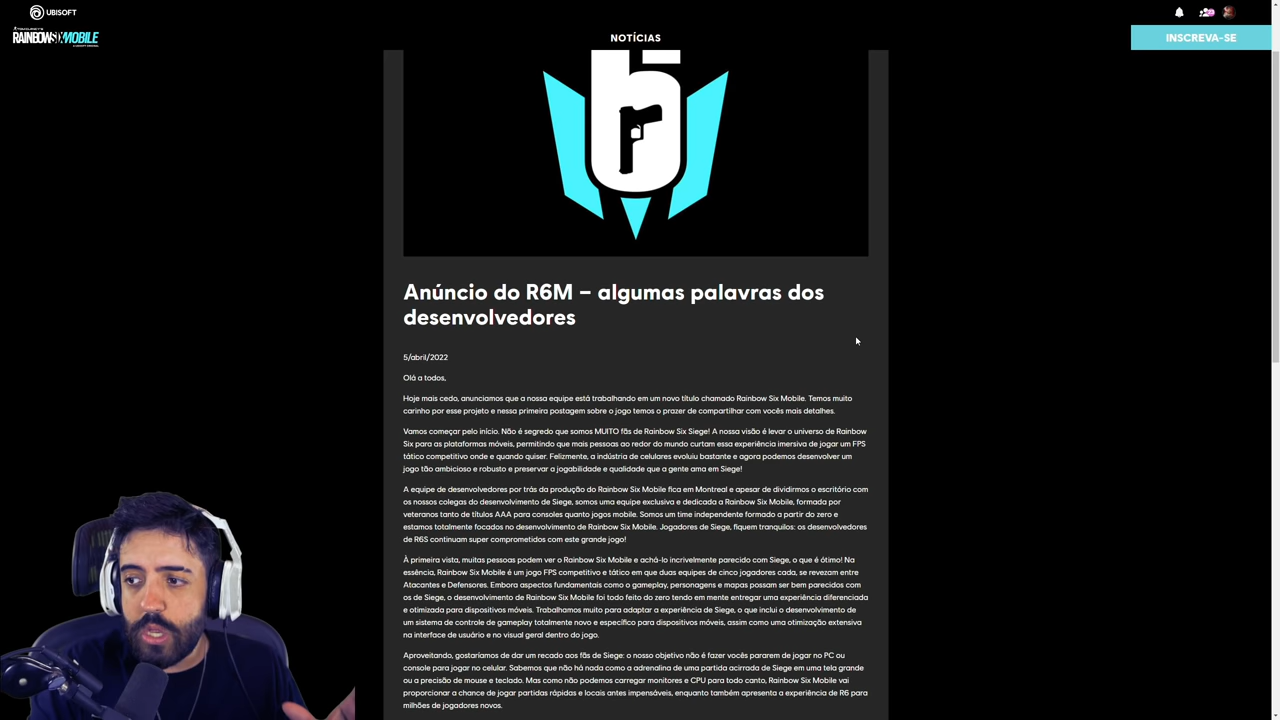 UBISOFT
RAINBOWSIX MOBILE
NOTÍCIAS
INSCREVA-SE
Anúncio do R6M – algumas palavras dos
desenvolvedores
5/abril/2022
Olá a todos,
Hoje mais cedo, anunciamos que a nossa equipe está trabalhando em um novo título chamado Rainbow Six Mobile. Temos muito
carinho por esse projeto e nessa primeira postagem sobre o jogo temos o prazer de compartilhar com vocês mais detalhes.
Vamos começar pelo início. Não é segredo que somos MUITO fãs de Rainbow Six Siege! A nossa visão é levar o universo de Rainbow
Six para as plataformas móveis, permitindo que mais pessoas ao redor do mundo curtam essa experiência imersiva de jogar um FPS
tático competitivo onde e quando quiser. Felizmente, a indústria de celulares evoluiu bastante e agora podemos desenvolver um
jogo tão ambicioso e robusto e preservar a jogabilidade e qualidade que a gente ama em Siege!
A equipe de desenvolvedores por trás da produção do Rainbow Six Mobile fica em Montreal e apesar de dividirmos o escritório com
os nossos colegas do desenvolvimento de Siege, somos uma equipe exclusiva e dedicada a Rainbow Six Mobile, formada por
veteranos tanto de títulos AAA para consoles quanto jogos mobile. Somos um time independente formado a partir do zero e
estamos totalmente focados no desenvolvimento de Rainbow Six Mobile. Jogadores de Siege, fiquem tranquilos: os desenvolvedores
de R6S continuam super comprometidos com este grande jogo!
À primeira vista, muitas pessoas podem ver o Rainbow Six Mobile e achá-lo incrivelmente parecido com Siege, o que é ótimo! Na
essência, Rainbow Six Mobile é um jogo FPS competitivo e tático em que duas equipes de cinco jogadores cada, se revezam entre
Atacantes e Defensores. Embora aspectos fundamentais como o gameplay, personagens e mapas possam ser bem parecidos com
os de Siege, o desenvolvimento de Rainbow Six Mobile foi todo feito do zero tendo em mente entregar uma experiência diferenciada
e otimizada para dispositivos móveis. Trabalhamos muito para adaptar a experiência de Siege, o que inclui o desenvolvimento de
um sistema de controle de gameplay totalmente novo e específico para dispositivos móveis, assim como uma otimização extensiva
na interface de usuário e no visual geral dentro do jogo.
Aproveitando, gostaríamos de dar um recado aos fãs de Siege: o nosso objetivo não é fazer vocês pararem de jogar no PC ou
console para jogar no celular. Sabemos que não há nada como a adrenalina de uma partida acirrada de Siege em uma tela grande
ou a precisão de mouse e teclado. Mas como não podemos carregar monitores e CPU para todo canto, Rainbow Six Mobile vai
proporcionar a chance de jogar partidas rápidas e locais antes impensáveis, enquanto também apresenta a experiência de R6 para
milhões de jogadores novos.